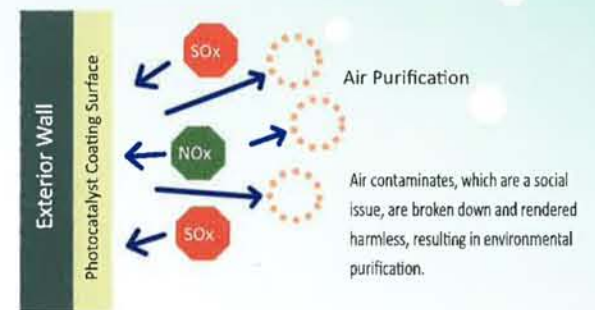 Exterior Wall
Photocatalyst Coating Surface
SOx
NOx
SOx
Air Purification
Air contaminates, which are a social
issue, are broken down and rendered
harmless, resulting in environmental
purification.